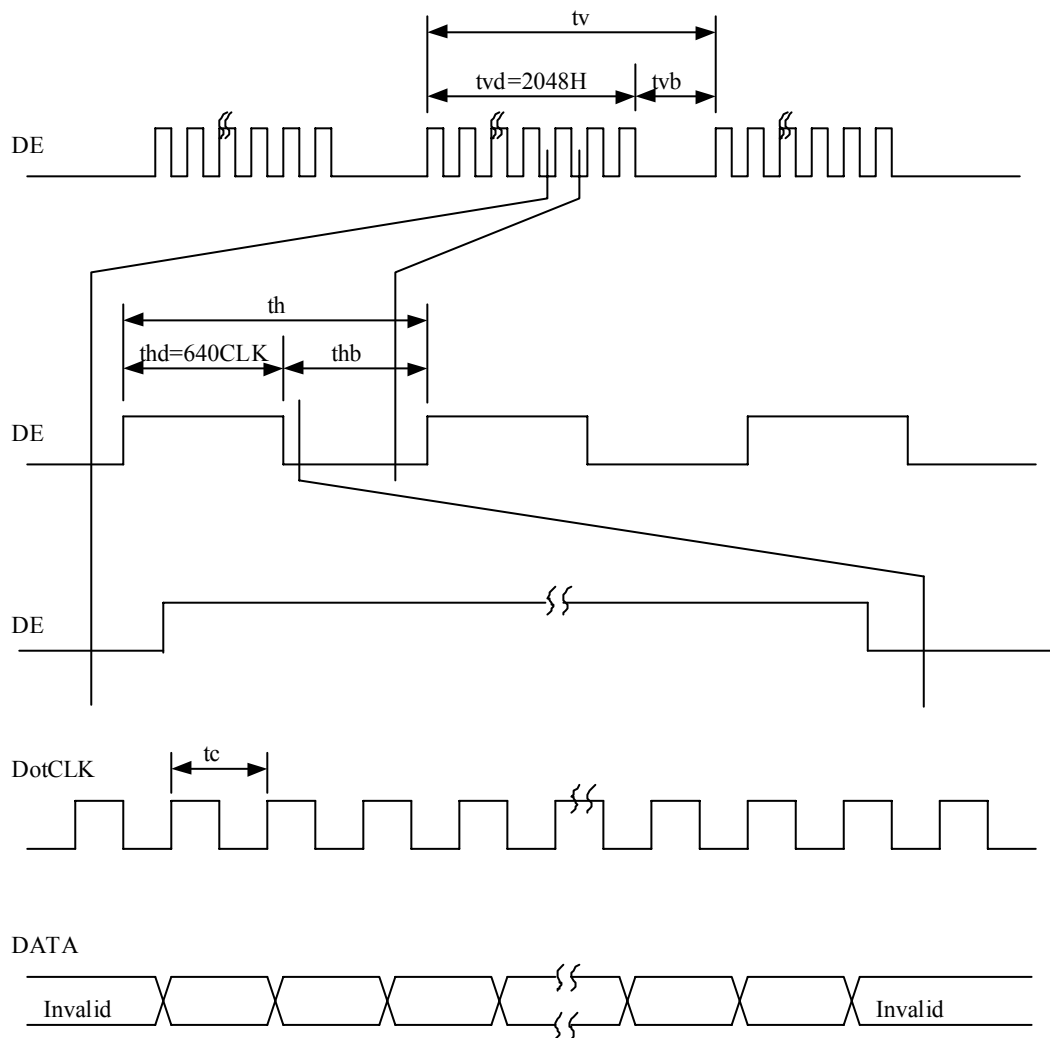 tv
tvd=2048H
tvb
DE
th
thd=640CLK
thb
DE
DE
tc
DotCLK
DATA
Invalid
Invalid